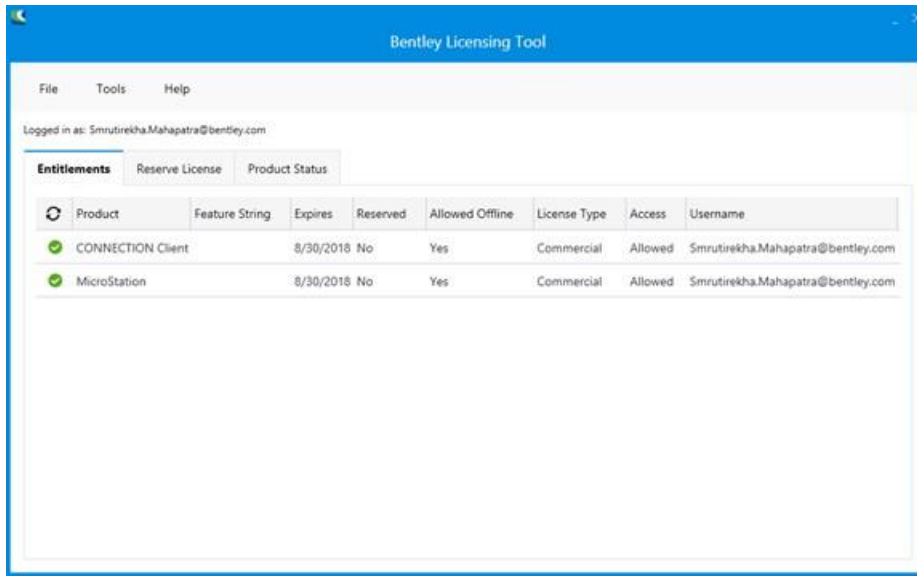 Bentley Licensing Tool
File Tools Help
Logged in as: Smrutirekha.Mahapatra@bentley.com
Entitlements Reserve License Product Status
Product Feature String Expires Reserved Allowed Offline License Type Access Username
CONNECTION Client 8/30/2018 No Yes Commercial Allowed Smrutirekha.Mahapatra@bentley.com
MicroStation 8/30/2018 No Yes Commercial Allowed Smrutirekha.Mahapatra@bentley.com